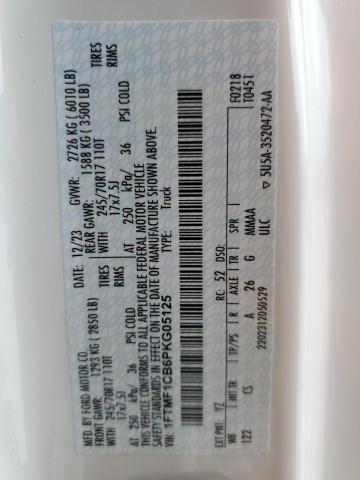 MFD. BY FORD MOTOR CO.
12/23 GVWR: 2726 KG (6010 LB)
FRONT GAWR: 1293 KG (2850 LB) REAR GAWR: 1588 KG (3500 LB)
WITH 245/70R17 110T TIRES WITH 245/70R17 110T TIRES
17x7.5J RIMS 17x7.5J RIMS
AT 250 kPa/ 36 PSI COLD AT 250 kPa/ 36 PSI COLD
THIS VEHICLE CONFORMS TO ALL APPLICABLE FEDERAL MOTOR VEHICLE
SAFETY STANDARDS IN EFFECT ON THE DATE OF MANUFACTURE SHOWN ABOVE.
VIN: 1FTMF1CB6PKG05125
TYPE: Truck
F0218
T0451
EXT PNT: YZ RC: 52 DSO:
WB INT TR TP/PS R AXLE TR SPR
122 CS A 26 G MMAA
ULC
2202312050529
▽ 5U5A-3520472-AA